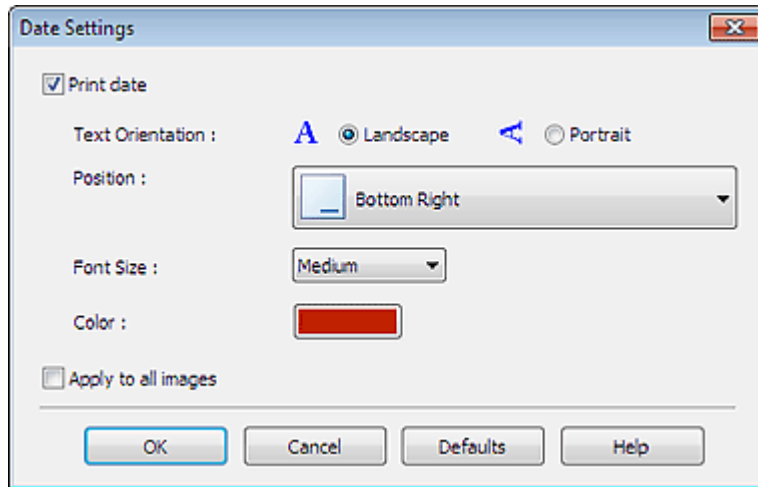 Date Settings
Print date
Text Orientation : A Landscape A Portrait
Position : Bottom Right
Font Size : Medium
Color :
Apply to all images
OK Cancel Defaults Help